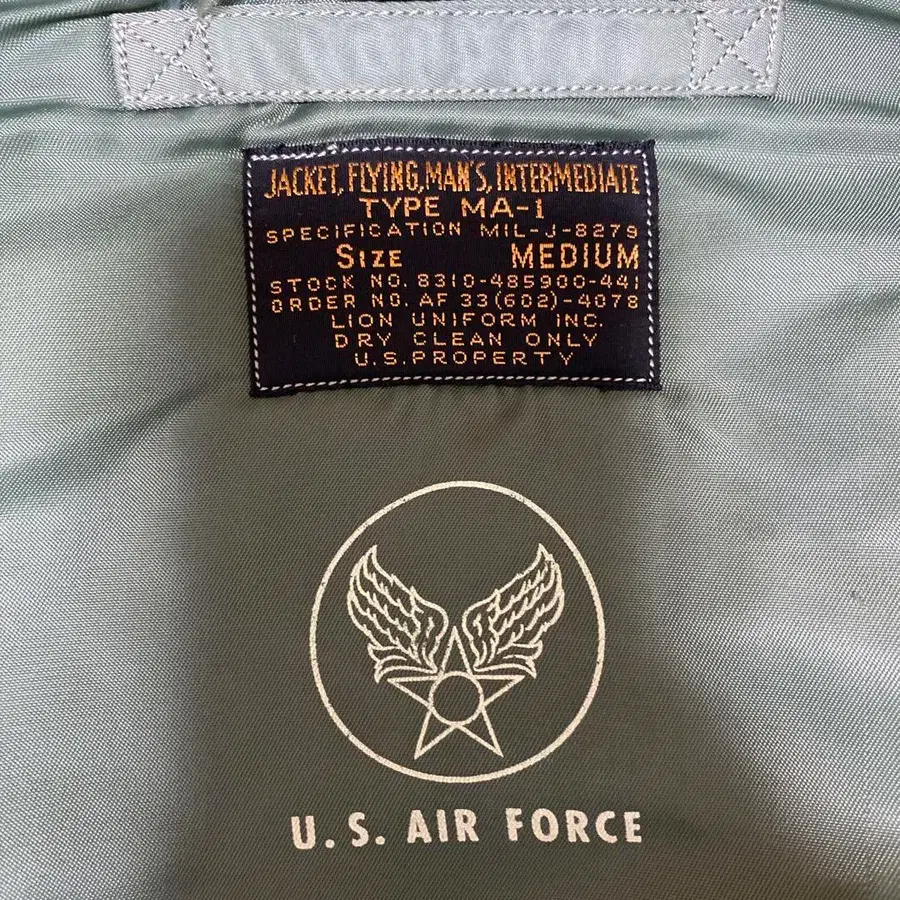 JACKET, FLYING, MAN'S, INTERMEDIATE
TYPE MA-1
SPECIFICATION MIL-J-8279
SIZE MEDIUM
STOCK NO. 8310-485900-441
ORDER NO. AF 33(602)-4078
LION UNIFORM INC.
DRY CLEAN ONLY
U.S. PROPERTY
U.S. AIR FORCE